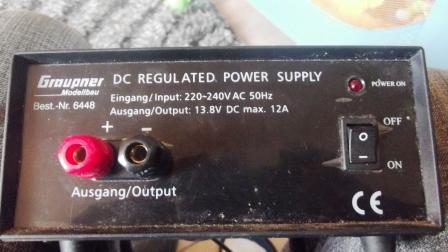 Graupner
Modellbau
DC REGULATED POWER SUPPLY
POWER ON
Best.-Nr. 6448
Eingang/Input: 220-240V AC 50Hz
Ausgang/Output: 13.8V DC max. 12A
+ −
OFF
ON
Ausgang/Output
CE